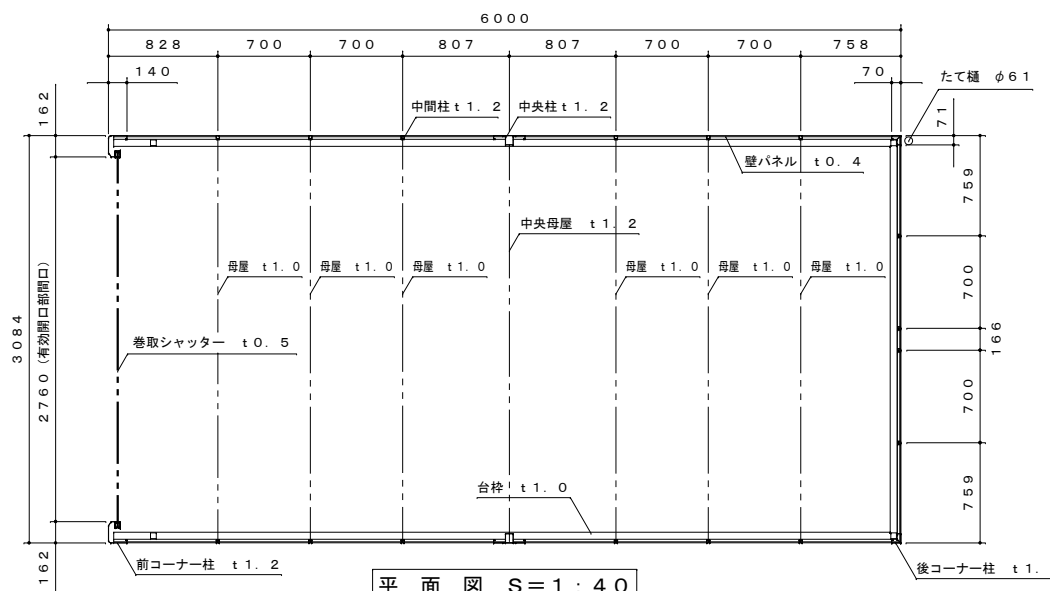 6000
828 700 700 807 807 700 700 758
140
70
たて樋 φ61
162
中間柱t1.2
中央柱t1.2
71
壁パネル t0.4
759
中央母屋 t1.2
母屋 t1.0
母屋 t1.0
母屋 t1.0
母屋 t1.0
母屋 t1.0
母屋 t1.0
700
3084
2760(有効開口部間口)
巻取シャッター t0.5
166
700
台枠 t1.0
759
162
前コーナー柱 t1.2
後コーナー柱 t1.
平面図 S=1:40